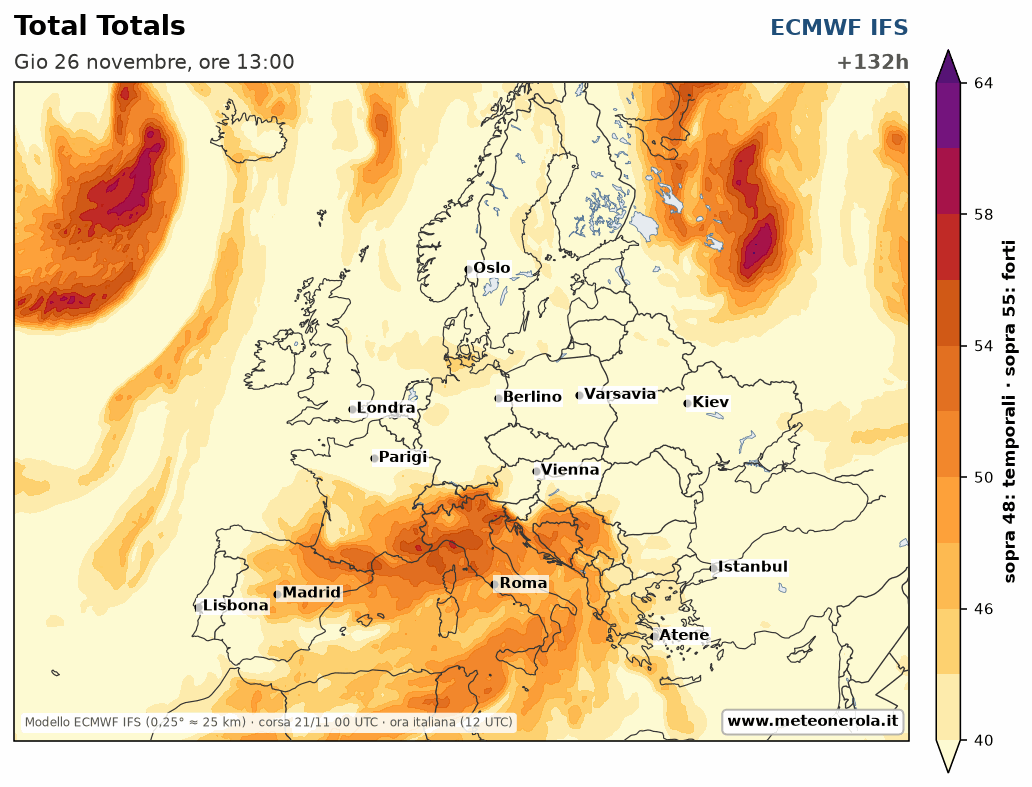 Total Totals
ECMWF IFS
Gio 26 novembre, ore 13:00
+132h
64
58
54
50
46
40
sopra 48: temporali · sopra 55: forti
Oslo
Londra
Berlino
Varsavia
Kiev
Parigi
Vienna
Istanbul
Roma
Madrid
Lisbona
Atene
Modello ECMWF IFS (0,25° ≈ 25 km) · corsa 21/11 00 UTC · ora italiana (12 UTC)
www.meteonerola.it